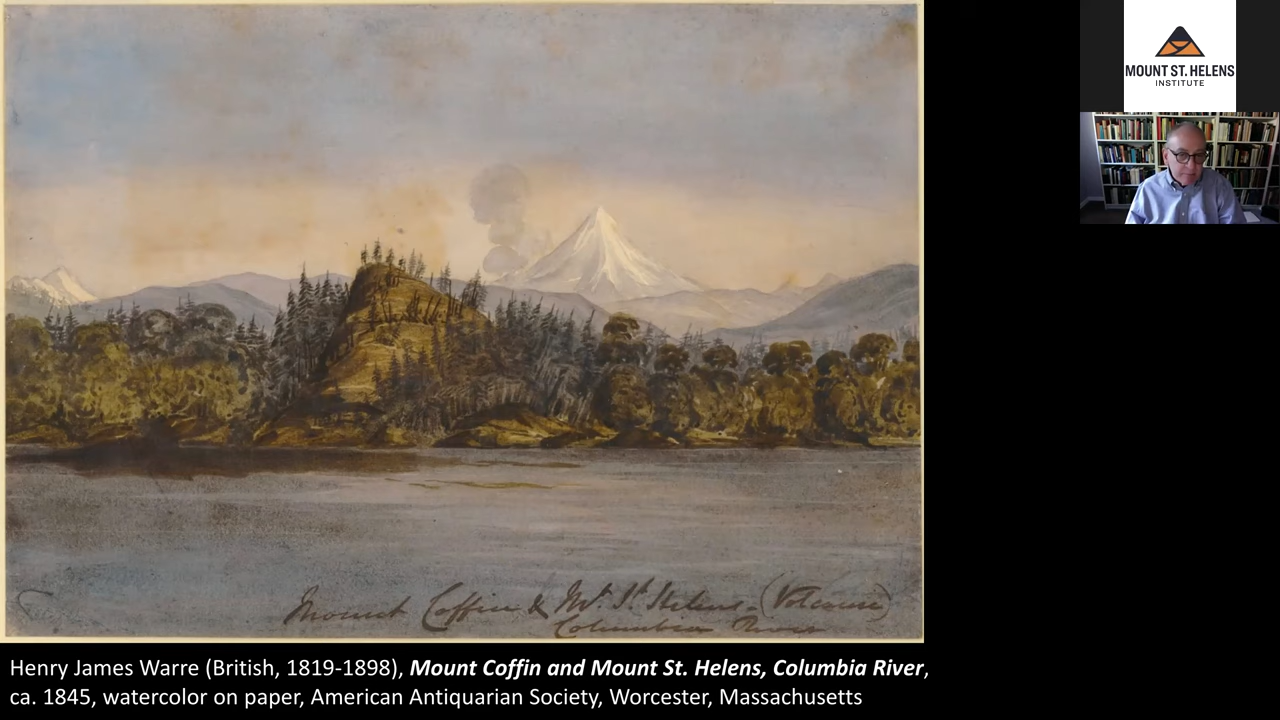 MOUNT ST. HELENS
INSTITUTE
Mount Coffin & Mt. St. Helens - (Volcano)
Columbia River
Henry James Warre (British, 1819-1898), Mount Coffin and Mount St. Helens, Columbia River,
ca. 1845, watercolor on paper, American Antiquarian Society, Worcester, Massachusetts